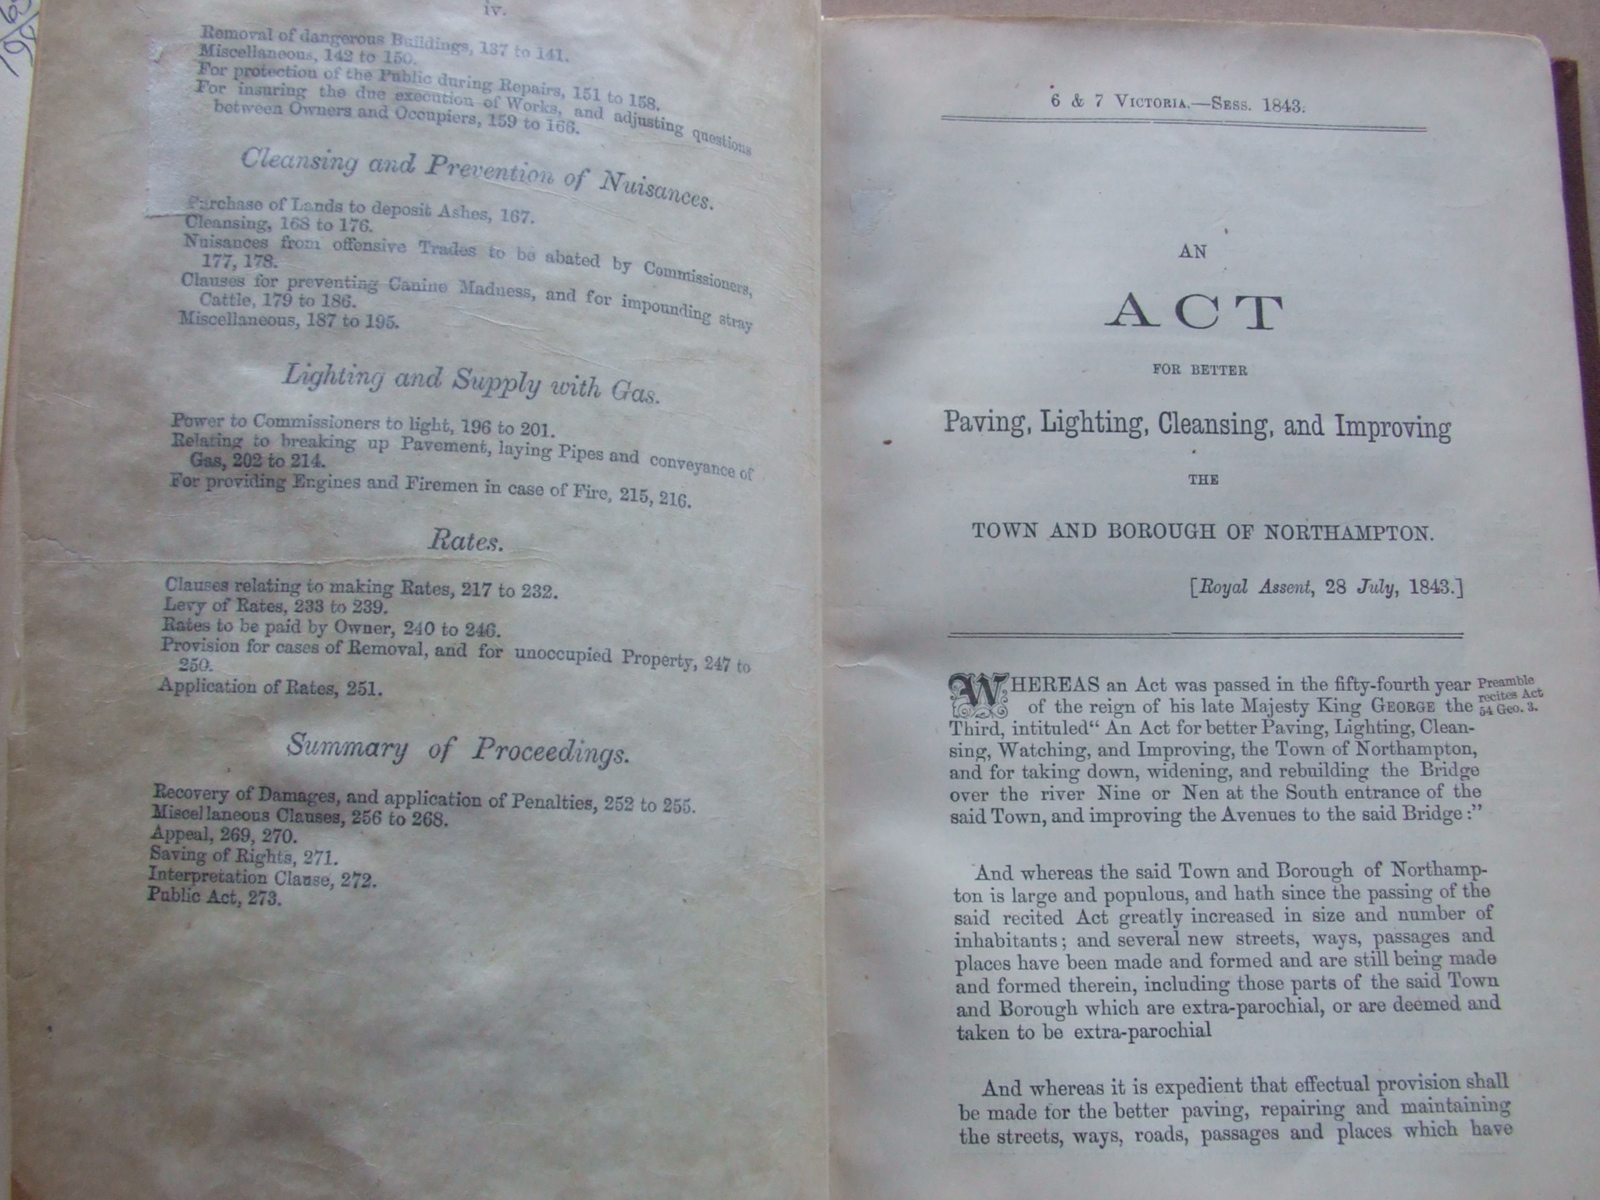 iv.
Removal of dangerous Buildings, 137 to 141.
Miscellaneous, 142 to 150.
For protection of the Public during Repairs, 151 to 158.
For insuring the due execution of Works, and adjusting questions
between Owners and Occupiers, 159 to 166.
Cleansing and Prevention of Nuisances.
Purchase of Lands to deposit Ashes, 167.
Cleansing, 168 to 176.
Nuisances from offensive Trades to be abated by Commissioners,
177, 178.
Clauses for preventing Canine Madness, and for impounding stray
Cattle, 179 to 186.
Miscellaneous, 187 to 195.
Lighting and Supply with Gas.
Power to Commissioners to light, 196 to 201.
Relating to breaking up Pavement, laying Pipes and conveyance of
Gas, 202 to 214.
For providing Engines and Firemen in case of Fire, 215, 216.
Rates.
Clauses relating to making Rates, 217 to 232.
Levy of Rates, 233 to 239.
Rates to be paid by Owner, 240 to 246.
Provision for cases of Removal, and for unoccupied Property, 247 to
250.
Application of Rates, 251.
Summary of Proceedings.
Recovery of Damages, and application of Penalties, 252 to 255.
Miscellaneous Clauses, 256 to 268.
Appeal, 269, 270.
Saving of Rights, 271.
Interpretation Clause, 272.
Public Act, 273.
6 & 7 VICTORIA.—SESS. 1843.
AN
ACT
FOR BETTER
Paving, Lighting, Cleansing, and Improving
THE
TOWN AND BOROUGH OF NORTHAMPTON.
[Royal Assent, 28 July, 1843.]
WHEREAS an Act was passed in the fifty-fourth year
of the reign of his late Majesty King GEORGE the
Third, intituled“ An Act for better Paving, Lighting, Clean-
sing, Watching, and Improving, the Town of Northampton,
and for taking down, widening, and rebuilding the Bridge
over the river Nine or Nen at the South entrance of the
said Town, and improving the Avenues to the said Bridge :”
Preamble
recites Act
54 Geo. 3.
And whereas the said Town and Borough of Northamp-
ton is large and populous, and hath since the passing of the
said recited Act greatly increased in size and number of
inhabitants; and several new streets, ways, passages and
places have been made and formed and are still being made
and formed therein, including those parts of the said Town
and Borough which are extra-parochial, or are deemed and
taken to be extra-parochial
And whereas it is expedient that effectual provision shall
be made for the better paving, repairing and maintaining
the streets, ways, roads, passages and places which have